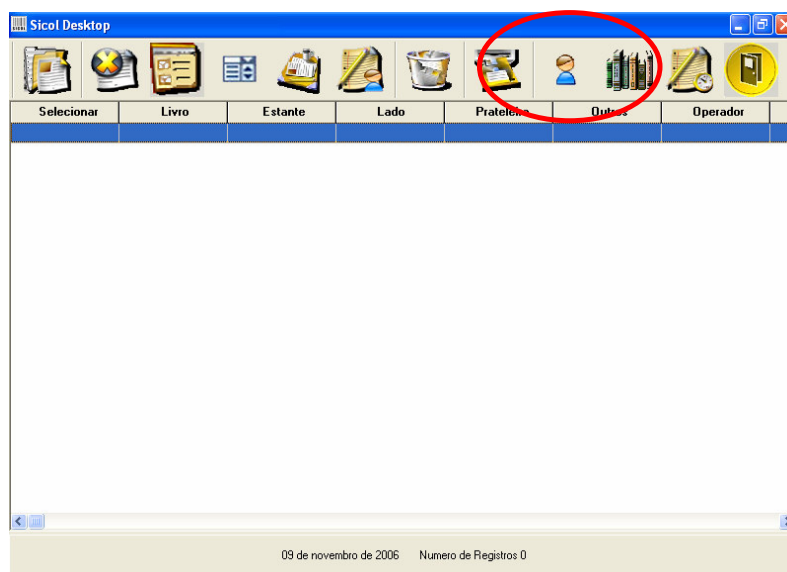 Sicol Desktop
Selecionar Livro Estante Lado Prateleira Outros Operador
09 de novembro de 2006 Numero de Registros 0